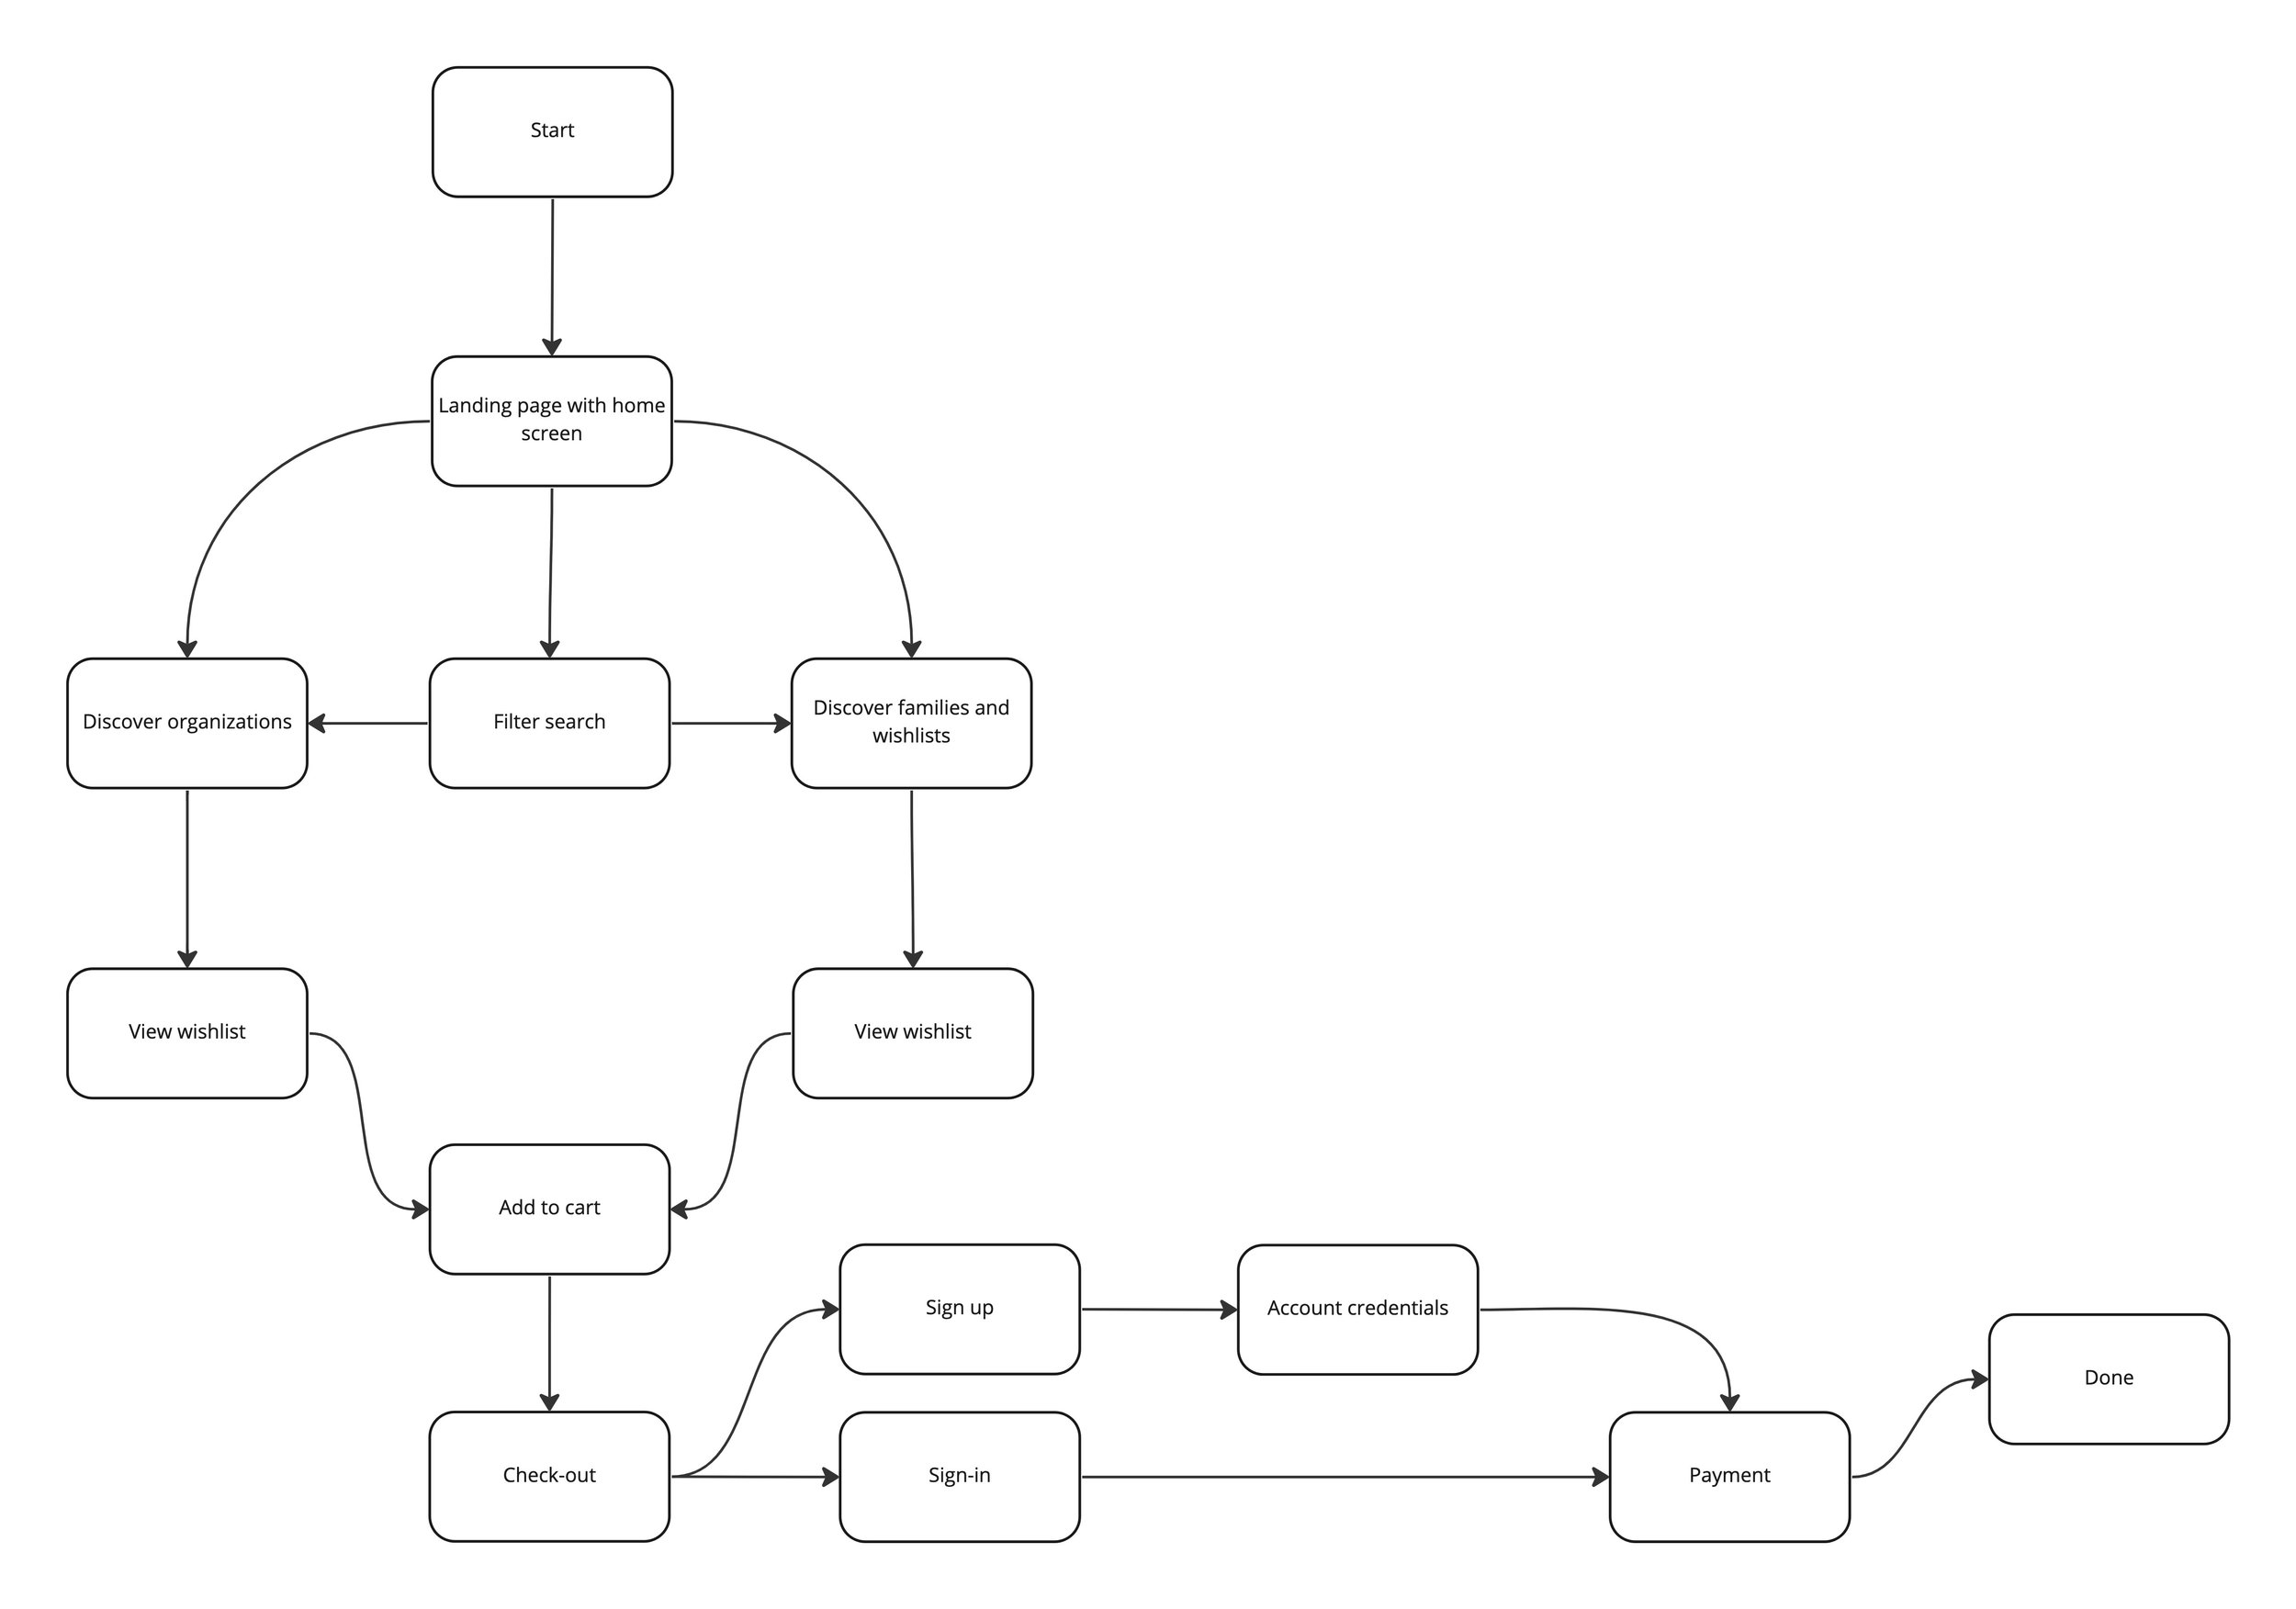 Start
Landing page with home
screen
Discover organizations
Filter search
Discover families and
wishlists
View wishlist
View wishlist
Add to cart
Sign up
Account credentials
Done
Check-out
Sign-in
Payment